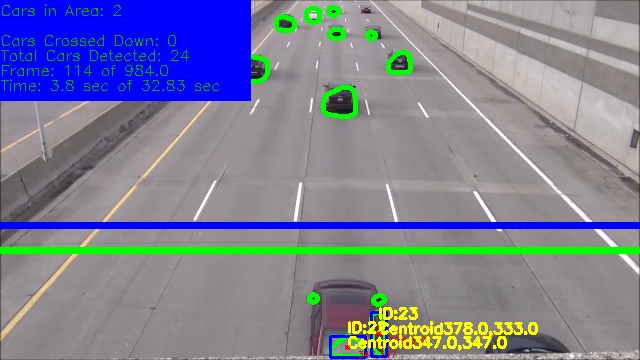 Cars in Area: 2
Cars Crossed Down: 0
Total Cars Detected: 24
Frame: 114 of 984.0
Time: 3.8 sec of 32.83 sec
ID:23
Centroid378.0,333.0
Centroid347.0,347.0